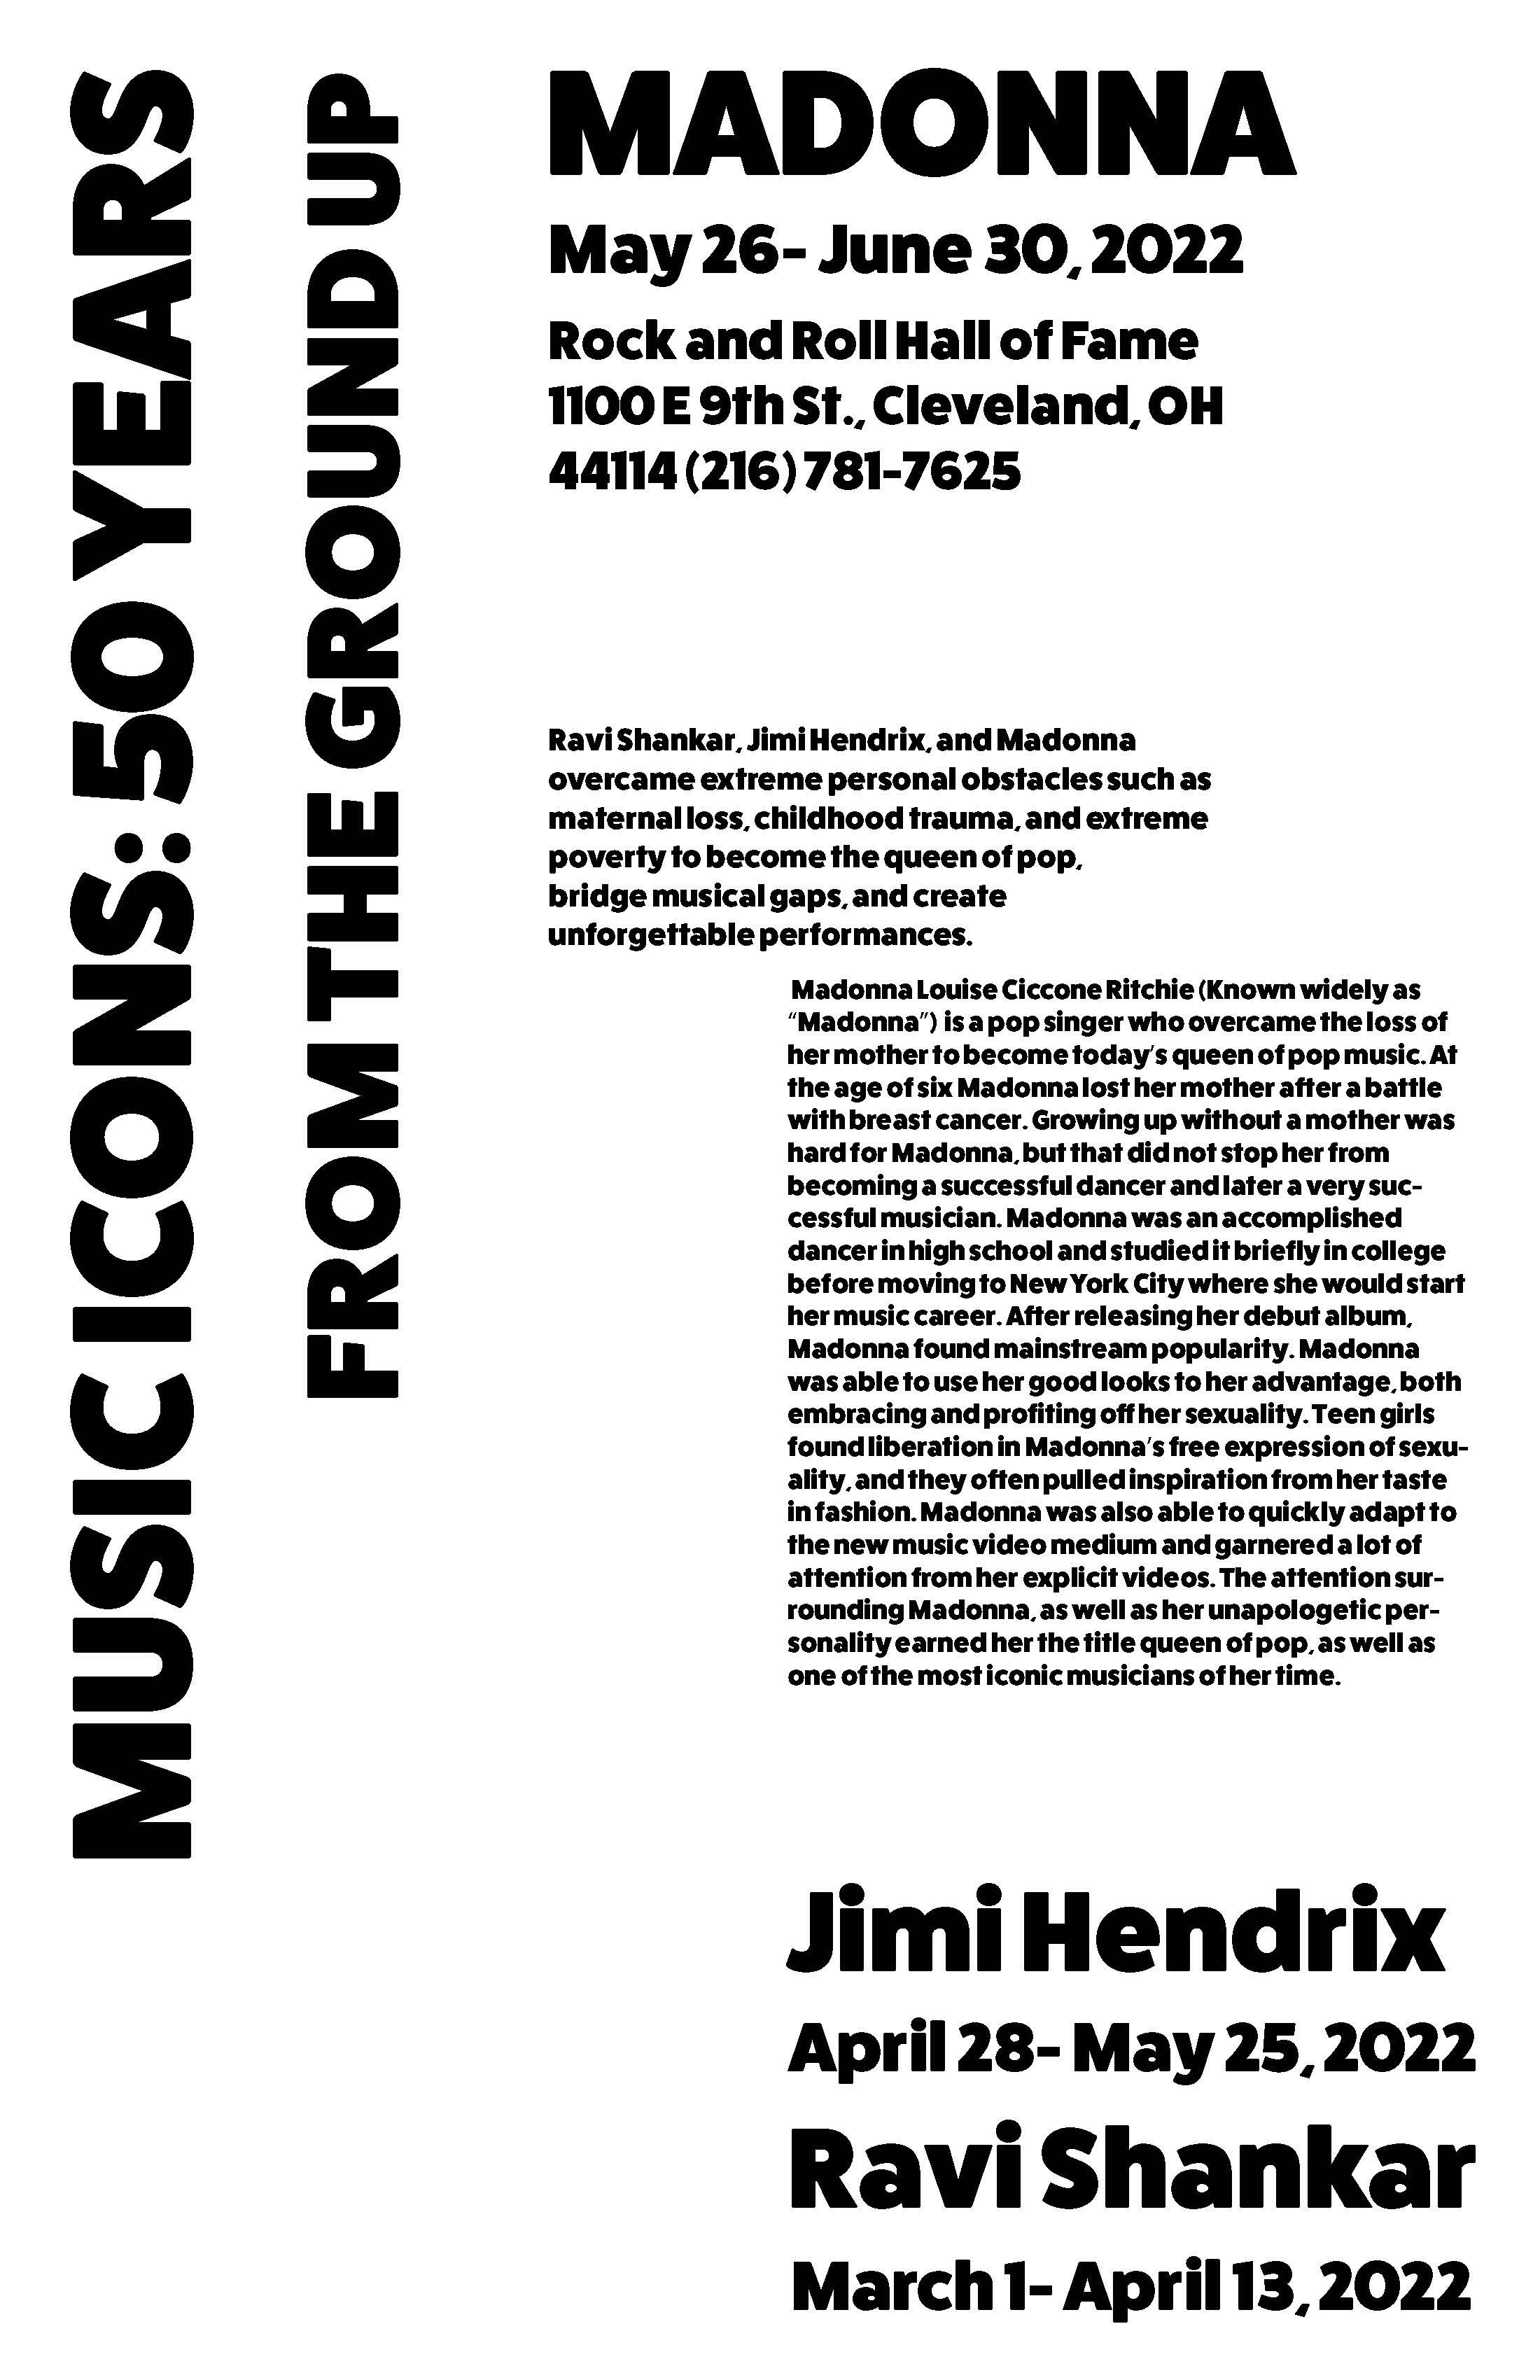 MUSIC ICONS: 50 YEARS
FROM THE GROUND UP
MADONNA
May 26- June 30, 2022
Rock and Roll Hall of Fame
1100 E 9th St., Cleveland, OH
44114 (216) 781-7625
Ravi Shankar, Jimi Hendrix, and Madonna
overcame extreme personal obstacles such as
maternal loss, childhood trauma, and extreme
poverty to become the queen of pop,
bridge musical gaps, and create
unforgettable performances.
Madonna Louise Ciccone Ritchie (Known widely as
“Madonna”) is a pop singer who overcame the loss of
her mother to become today’s queen of pop music. At
the age of six Madonna lost her mother after a battle
with breast cancer. Growing up without a mother was
hard for Madonna, but that did not stop her from
becoming a successful dancer and later a very suc-
cessful musician. Madonna was an accomplished
dancer in high school and studied it briefly in college
before moving to New York City where she would start
her music career. After releasing her debut album,
Madonna found mainstream popularity. Madonna
was able to use her good looks to her advantage, both
embracing and profiting off her sexuality. Teen girls
found liberation in Madonna’s free expression of sexu-
ality, and they often pulled inspiration from her taste
in fashion. Madonna was also able to quickly adapt to
the new music video medium and garnered a lot of
attention from her explicit videos. The attention sur-
rounding Madonna, as well as her unapologetic per-
sonality earned her the title queen of pop, as well as
one of the most iconic musicians of her time.
Jimi Hendrix
April 28- May 25, 2022
Ravi Shankar
March 1- April 13, 2022